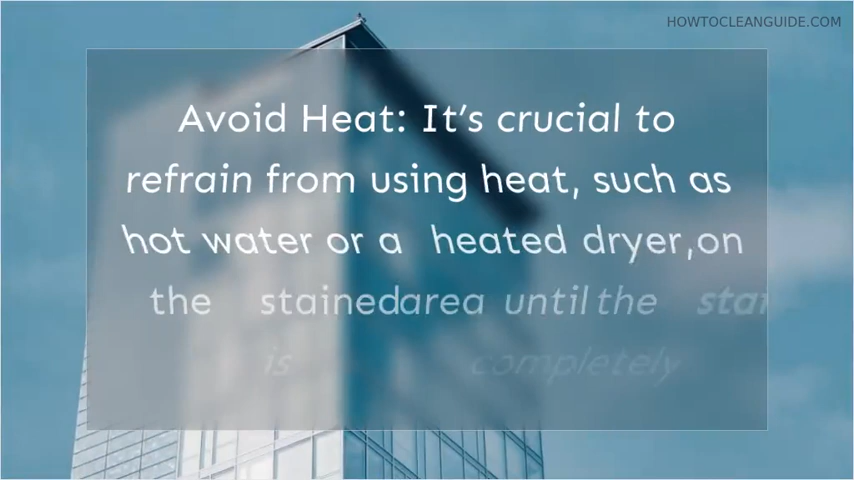 HOWTOCLEANGUIDE.COM
Avoid Heat: It's crucial to
refrain from using heat, such as
hot water or a heated dryer,on
the stainedarea until the
is completely